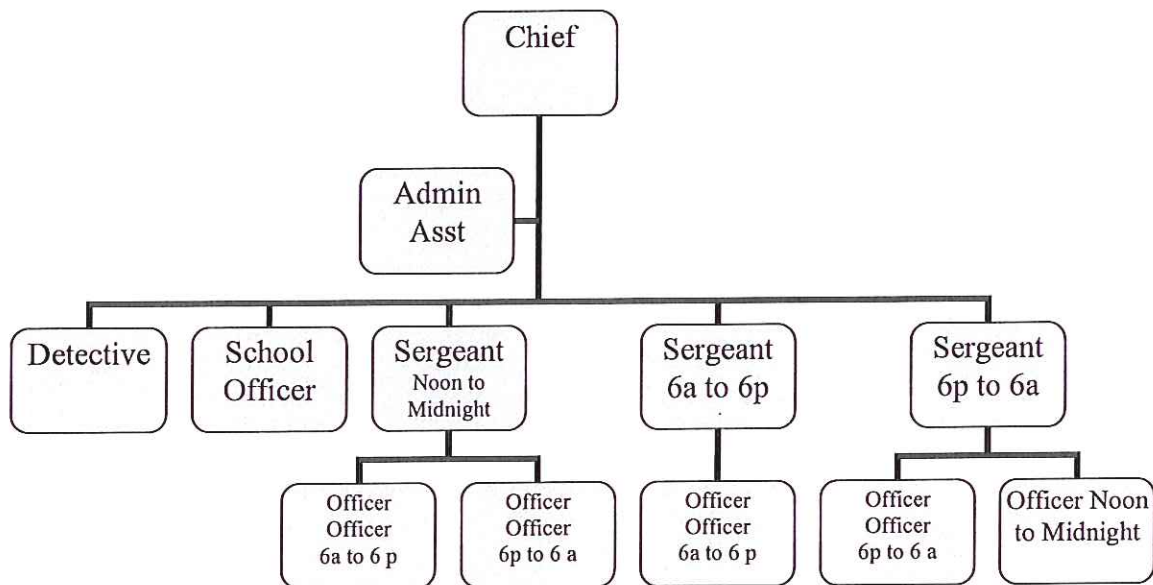 Chief
Admin
Asst
Detective
School
Officer
Sergeant
Noon to
Midnight
Sergeant
6a to 6p
Sergeant
6p to 6a
Officer
Officer
6a to 6 p
Officer
Officer
6p to 6 a
Officer
Officer
6a to 6 p
Officer
Officer
6p to 6 a
Officer Noon
to Midnight